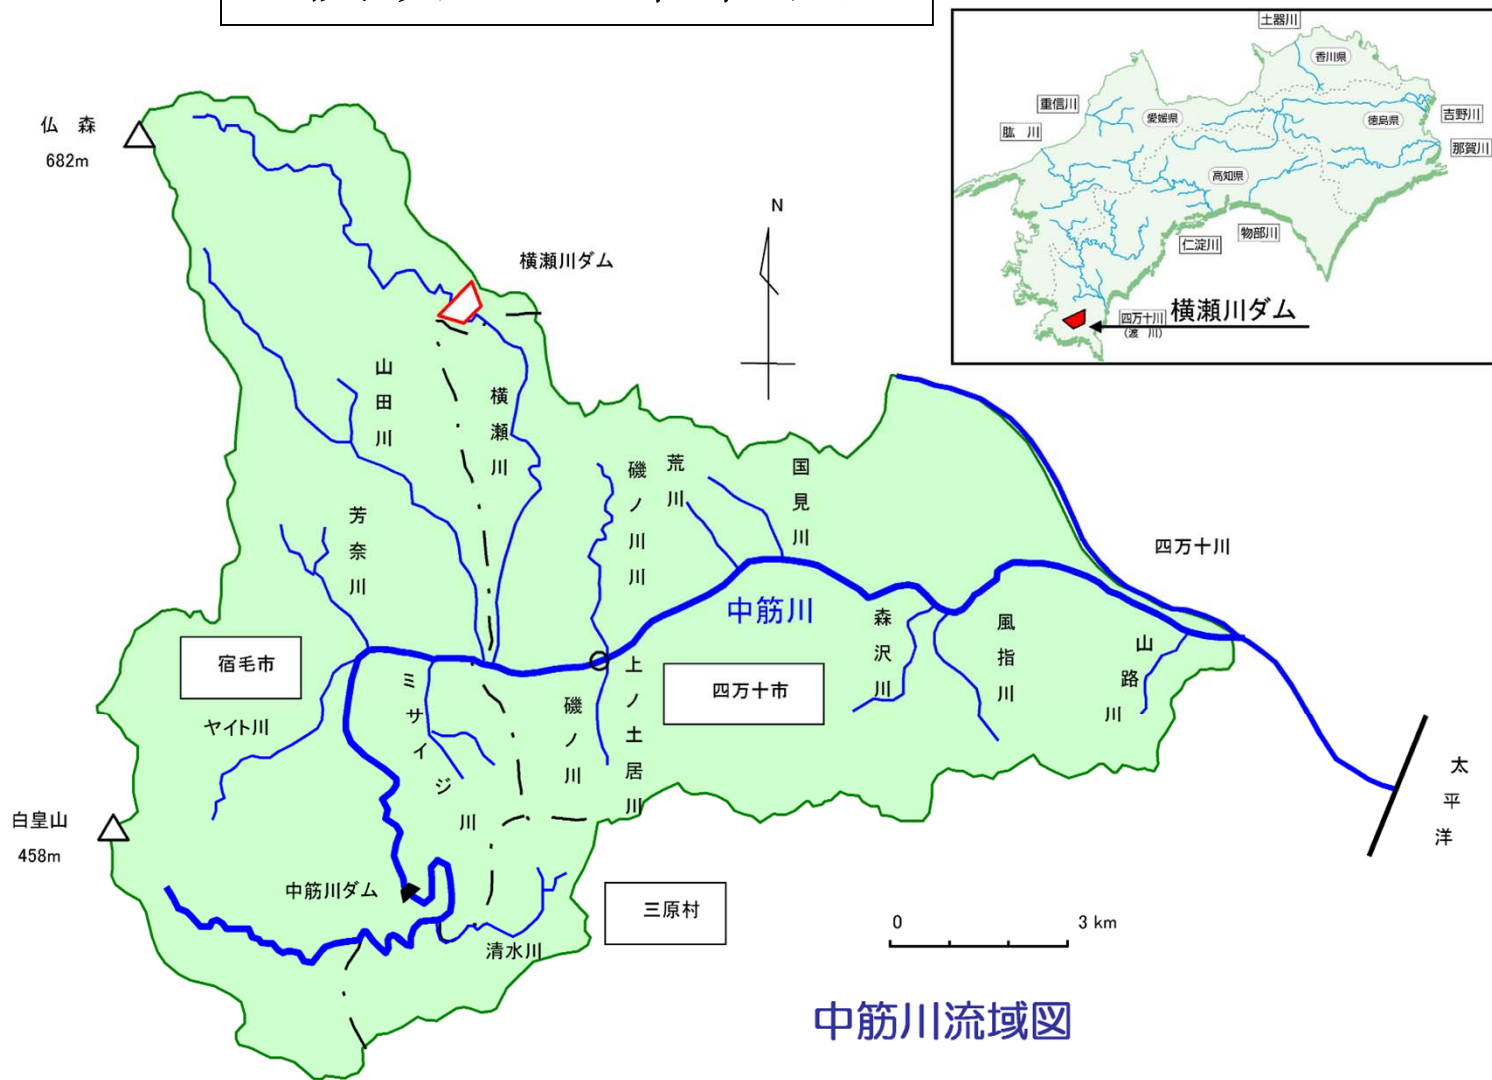 土器川
香川県
重信川
愛媛県
徳島県
吉野川
肱 川
那賀川
高知県
物部川
仁淀川
四万十川
(渡 川)
横瀬川ダム
仏 森
682m
N
横瀬川ダム
山田川
横瀬川
磯ノ川川
荒川
国見川
芳奈川
四万十川
中筋川
森沢川
風指川
山路川
宿毛市
四万十市
ヤイト川
ミサイジ川
磯ノ川
上ノ土居川
太平洋
白皇山
458m
中筋川ダム
三原村
清水川
0 3 km
中筋川流域図